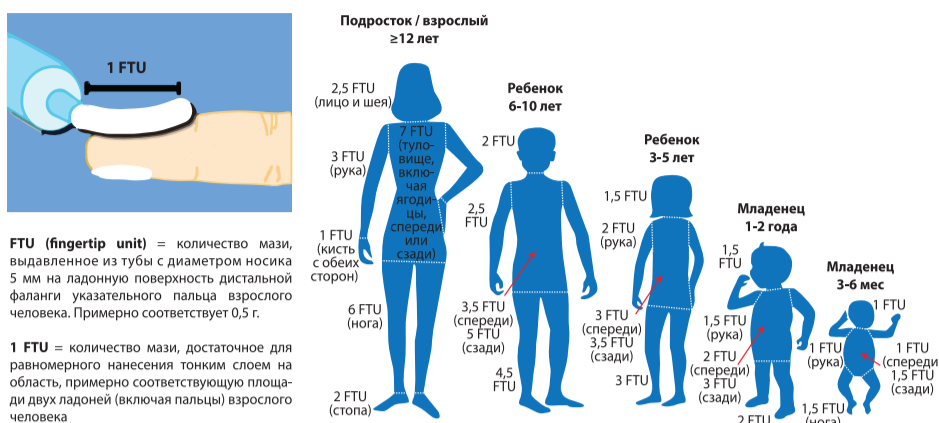 1 FTU
FTU (fingertip unit) = количество мази,
выдавленное из тубы с диаметром носика
5 мм на ладонную поверхность дистальной
фаланги указательного пальца взрослого
человека. Примерно соответствует 0,5 г.
1 FTU = количество мази, достаточное для
равномерного нанесения тонким слоем на
область, примерно соответствующую площа-
ди двух ладоней (включая пальцы) взрослого
человека
Подросток / взрослый
≥12 лет
2,5 FTU
(лицо и шея)
3 FTU
(рука)
7 FTU
(туло-
вище,
вклю-
чая
ягоди-
цы,
спереди
или
сзади)
1 FTU
(кисть
с обеих
сторон)
6 FTU
(нога)
2 FTU
(стопа)
Ребенок
6-10 лет
2 FTU
2,5
FTU
3,5 FTU
(спереди)
5 FTU
(сзади)
4,5
FTU
Ребенок
3-5 лет
1,5 FTU
2 FTU
(рука)
3 FTU
(спереди)
3,5 FTU
(сзади)
3 FTU
Младенец
1-2 года
1,5
FTU
1,5 FTU
(рука)
2 FTU
(спереди)
3 FTU
(сзади)
2 FTU
Младенец
3-6 мес
1 FTU
1 FTU
(рука)
1 FTU
(спереди
1,5 FTU
(сзади)
1,5 FTU
(нога)